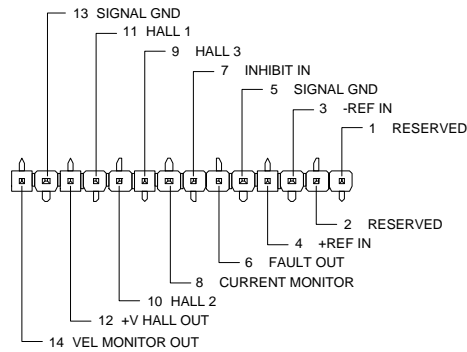 13 SIGNAL GND
11 HALL 1
9 HALL 3
7 INHIBIT IN
5 SIGNAL GND
3 -REF IN
1 RESERVED
2 RESERVED
4 +REF IN
6 FAULT OUT
8 CURRENT MONITOR
10 HALL 2
12 +V HALL OUT
14 VEL MONITOR OUT